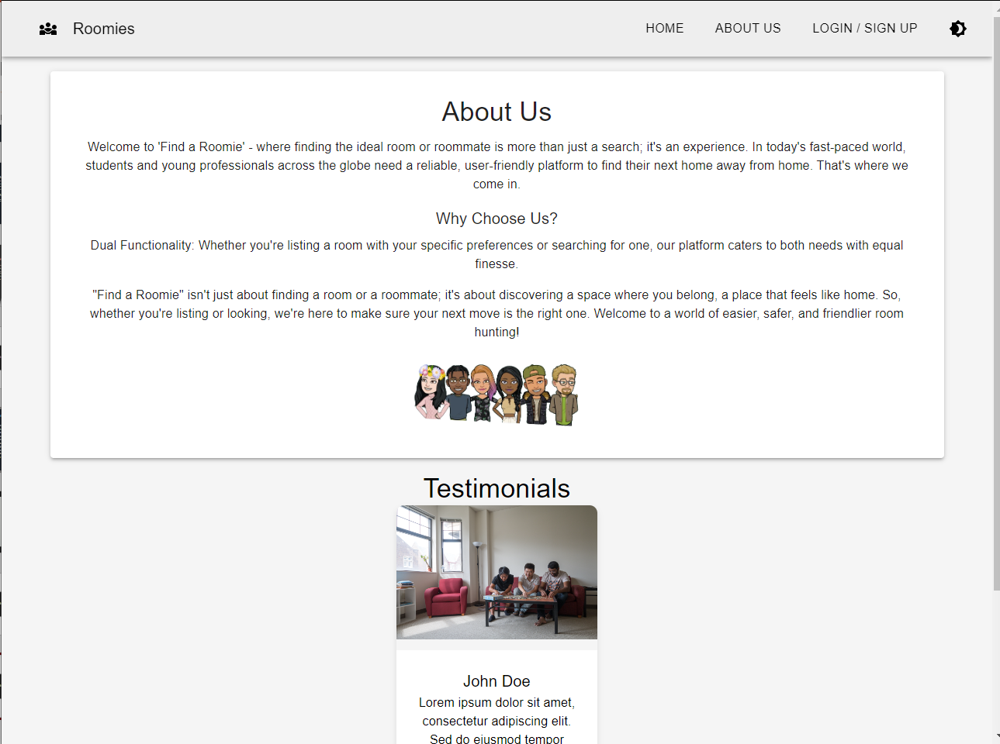 Roomies
HOME
ABOUT US
LOGIN / SIGN UP
About Us
Welcome to 'Find a Roomie' - where finding the ideal room or roommate is more than just a search; it's an experience. In today's fast-paced world,
students and young professionals across the globe need a reliable, user-friendly platform to find their next home away from home. That's where we
come in.
Why Choose Us?
Dual Functionality: Whether you're listing a room with your specific preferences or searching for one, our platform caters to both needs with equal
finesse.
"Find a Roomie" isn't just about finding a room or a roommate; it's about discovering a space where you belong, a place that feels like home. So,
whether you're listing or looking, we're here to make sure your next move is the right one. Welcome to a world of easier, safer, and friendlier room
hunting!
Testimonials
John Doe
Lorem ipsum dolor sit amet,
consectetur adipiscing elit.
Sed do eiusmod tempor